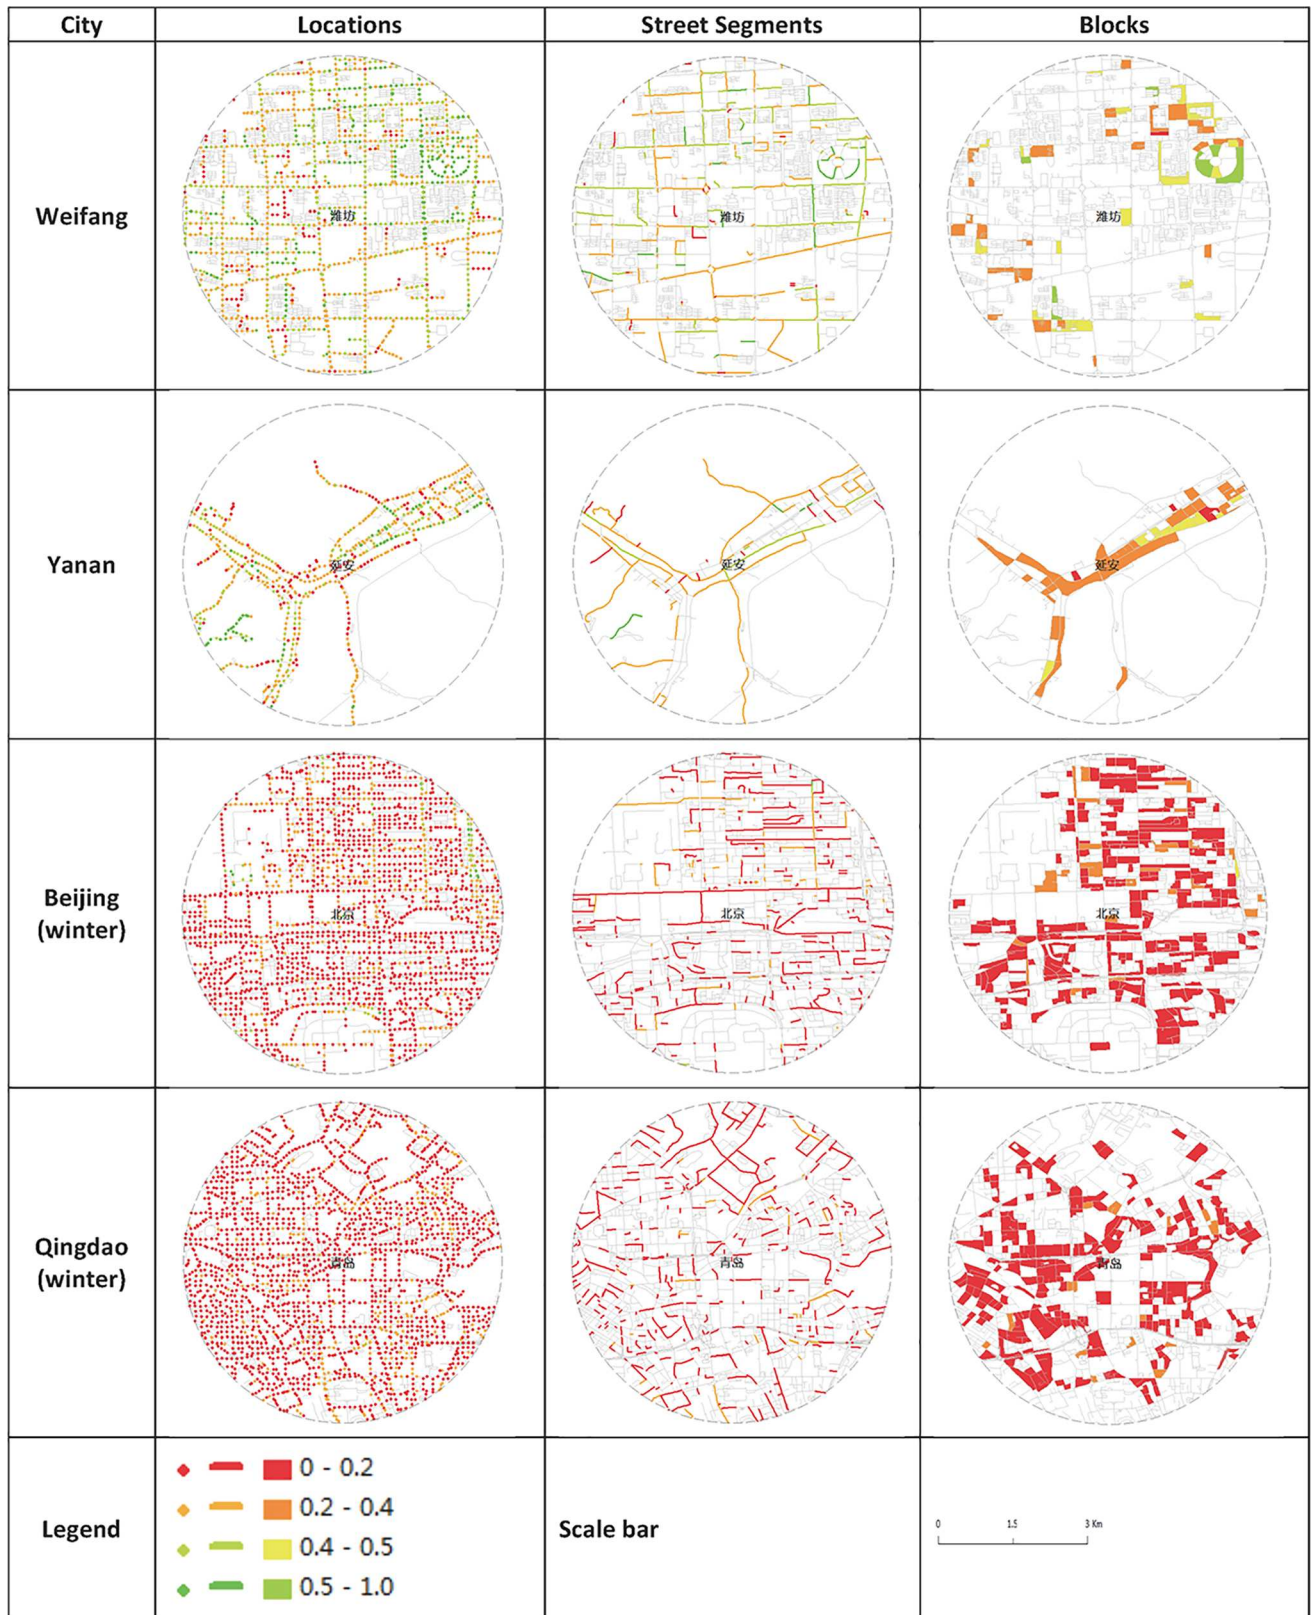 City Locations Street Segments Blocks
Weifang
潍坊 潍坊 潍坊
Yanan
延安 延安 延安
Beijing
(winter)
北京 北京 北京
Qingdao
(winter)
青岛 青岛 青岛
Legend
0 - 0.2
0.2 - 0.4
0.4 - 0.5
0.5 - 1.0
Scale bar
0 1.5 3 Km